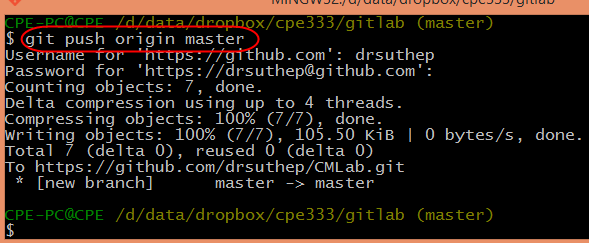 MINGW32:/d/data/dropbox/cpe333/gitlab
CPE-PC@CPE /d/data/dropbox/cpe333/gitlab (master)
$ git push origin master
Username for 'https://github.com': drsuthep
Password for 'https://drsuthep@github.com':
Counting objects: 7, done.
Delta compression using up to 4 threads.
Compressing objects: 100% (7/7), done.
Writing objects: 100% (7/7), 105.50 KiB | 0 bytes/s, done.
Total 7 (delta 0), reused 0 (delta 0)
To https://github.com/drsuthep/CMLab.git
 * [new branch]      master -> master
CPE-PC@CPE /d/data/dropbox/cpe333/gitlab (master)
$